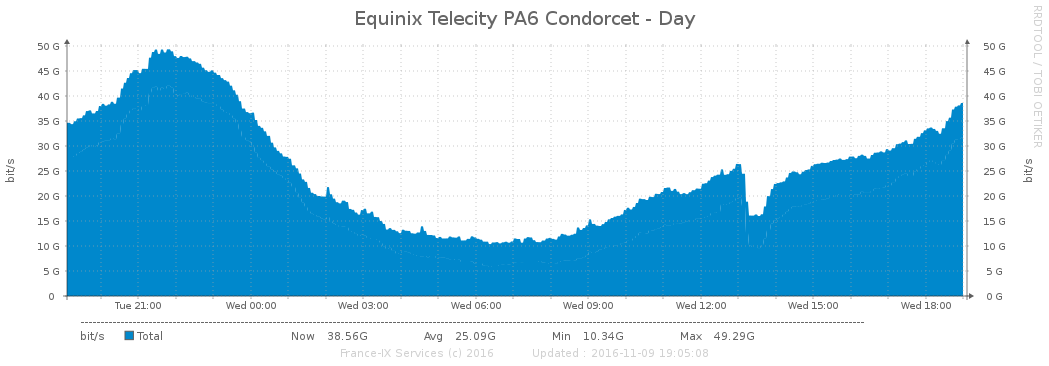 Equinix Telecity PA6 Condorcet - Day
RRDTOOL / TOBI OETIKER
bit/s
50 G 50 G
45 G 45 G
40 G 40 G
35 G 35 G
30 G 30 G
25 G 25 G
20 G 20 G
15 G 15 G
10 G 10 G
5 G 5 G
0 0 G
bit/s
Tue 21:00 Wed 00:00 Wed 03:00 Wed 06:00 Wed 09:00 Wed 12:00 Wed 15:00 Wed 18:00
bit/s Total Now 38.56G Avg 25.09G Min 10.34G Max 49.29G
France-IX Services (c) 2016 Updated : 2016-11-09 19:05:08